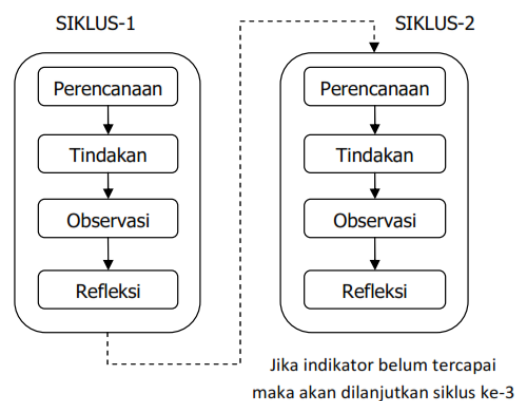 SIKLUS-1
Perencanaan
Tindakan
Observasi
Refleksi
SIKLUS-2
Perencanaan
Tindakan
Observasi
Refleksi
Jika indikator belum tercapai
maka akan dilanjutkan siklus ke-3